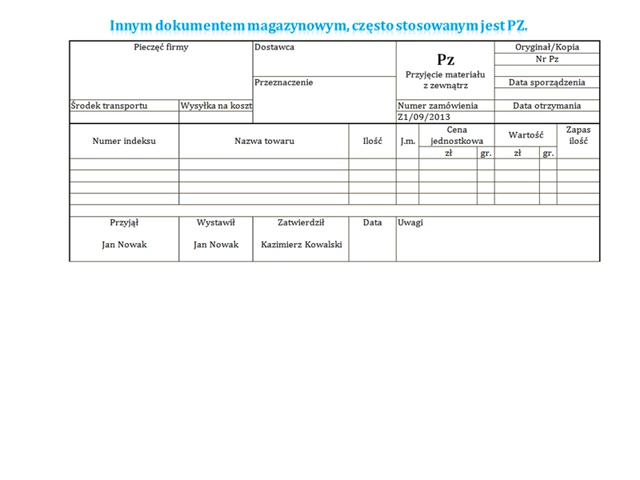 Innym dokumentem magazynowym, często stosowanym jest PZ.
Pieczęć firmy
Dostawca
Pz
Przyjęcie materiału
z zewnątrz
Oryginał/Kopia
Nr Pz
Przeznaczenie
Data sporządzenia
Środek transportu
Wysyłka na koszt
Numer zamówienia
Data otrzymania
Z1/09/2013
Numer indeksu
Nazwa towaru
Ilość
J.m.
Cena
jednostkowa
Wartość
Zapas
ilość
zł
gr.
zł
gr.
Przyjął
Wystawił
Zatwierdził
Data
Uwagi
Jan Nowak
Jan Nowak
Kazimierz Kowalski